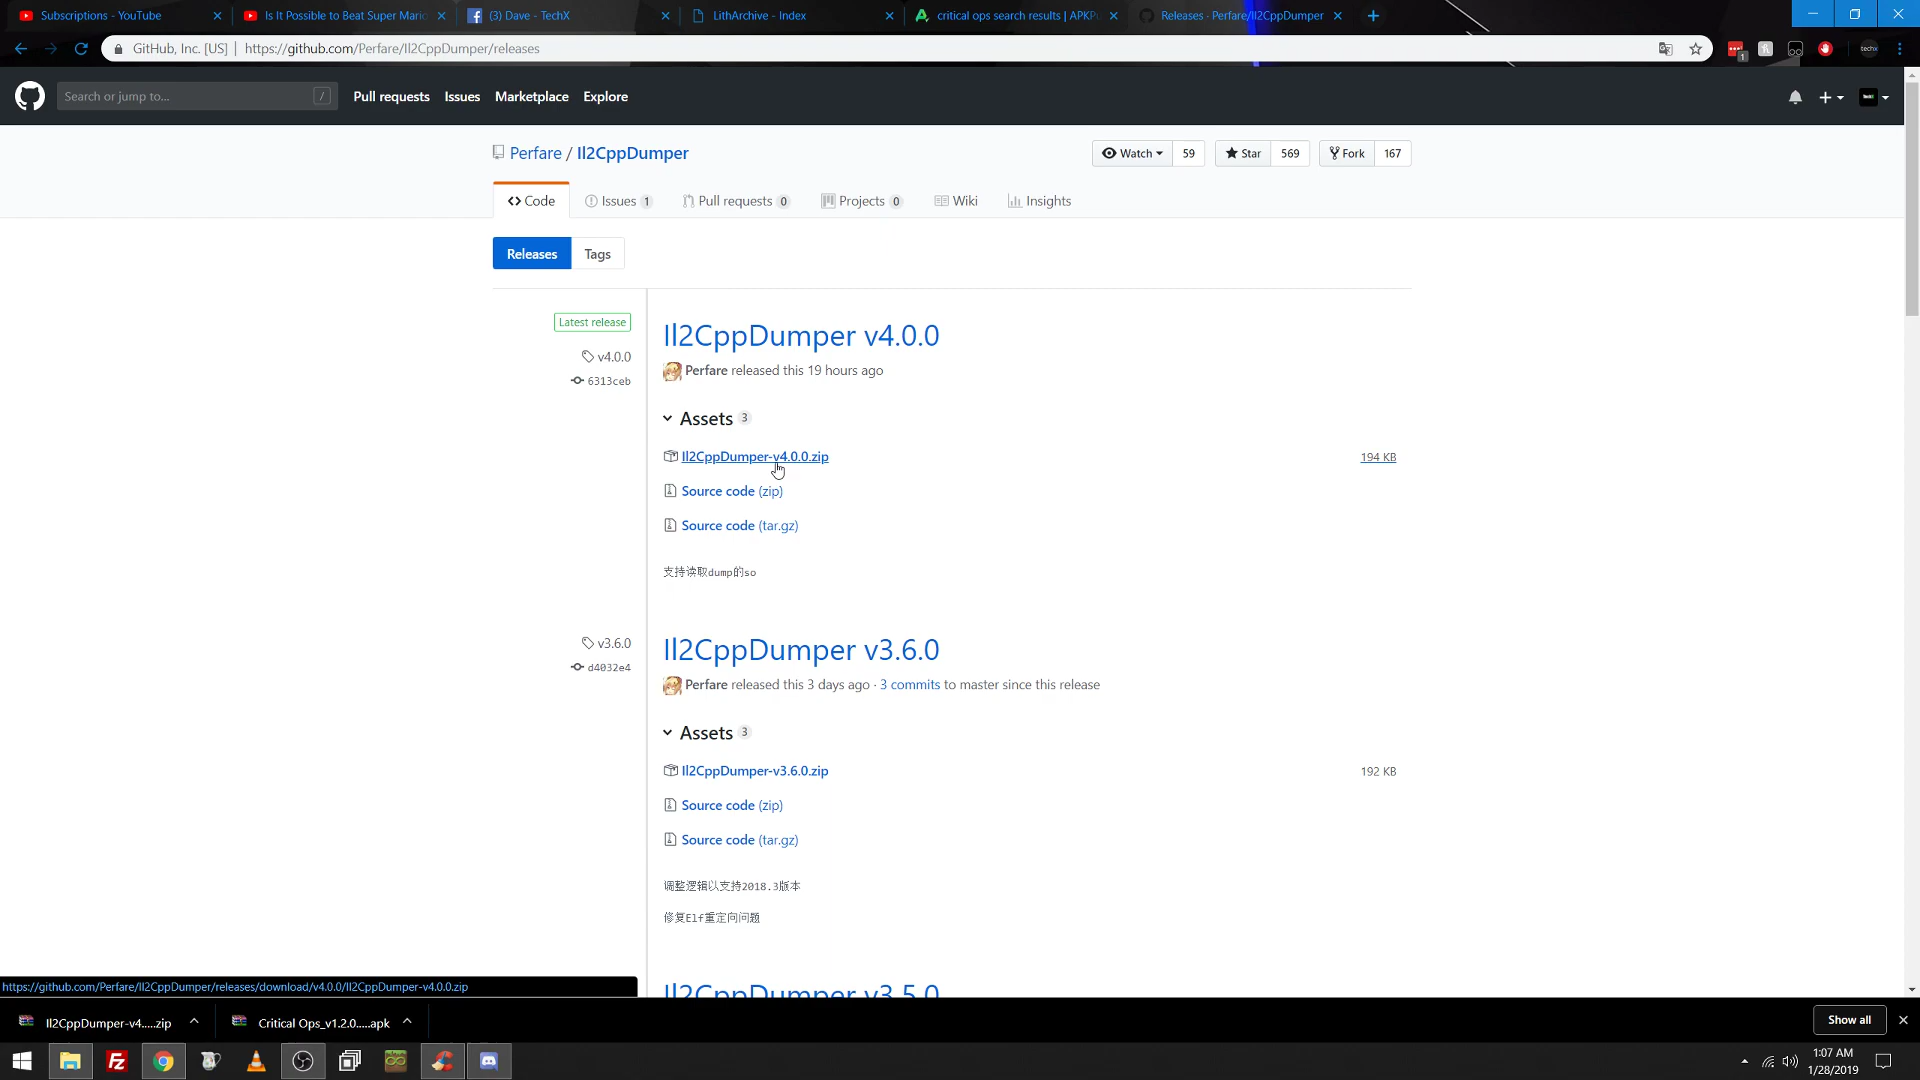 Subscriptions - YouTube
Is It Possible to Beat Super Mario
(3) Dave - TechX
LithArchive - Index
critical ops search results | APKPu
Releases · Perfare/Il2CppDumper
GitHub, Inc. [US] | https://github.com/Perfare/Il2CppDumper/releases
1
techx
Search or jump to...
/
Pull requests
Issues
Marketplace
Explore
Perfare / Il2CppDumper
Watch 59
Star 569
Fork 167
Code
Issues 1
Pull requests 0
Projects 0
Wiki
Insights
Releases
Tags
Latest release
v4.0.0
6313ceb
Il2CppDumper v4.0.0
Perfare released this 19 hours ago
Assets 3
Il2CppDumper-v4.0.0.zip
194 KB
Source code (zip)
Source code (tar.gz)
支持读取dump的so
v3.6.0
d4032e4
Il2CppDumper v3.6.0
Perfare released this 3 days ago · 3 commits to master since this release
Assets 3
Il2CppDumper-v3.6.0.zip
192 KB
Source code (zip)
Source code (tar.gz)
调整逻辑以支持2018.3版本
修复Elf重定向问题
Il2CppDumper v3.5.0
https://github.com/Perfare/Il2CppDumper/releases/download/v4.0.0/Il2CppDumper-v4.0.0.zip
Il2CppDumper-v4.....zip
Critical Ops_v1.2.0.....apk
Show all
1:07 AM
1/28/2019